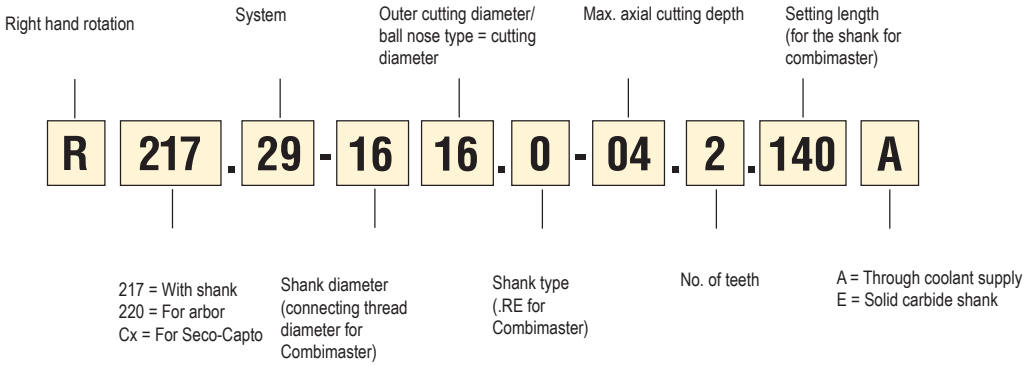 Right hand rotation
System
Outer cutting diameter/
ball nose type = cutting
diameter
Max. axial cutting depth
Setting length
(for the shank for
combimaster)
R 217.29-16 16.0-04.2.140 A
217 = With shank
220 = For arbor
Cx = For Seco-Capto
Shank diameter
(connecting thread
diameter for
Combimaster)
Shank type
(.RE for
Combimaster)
No. of teeth
A = Through coolant supply
E = Solid carbide shank